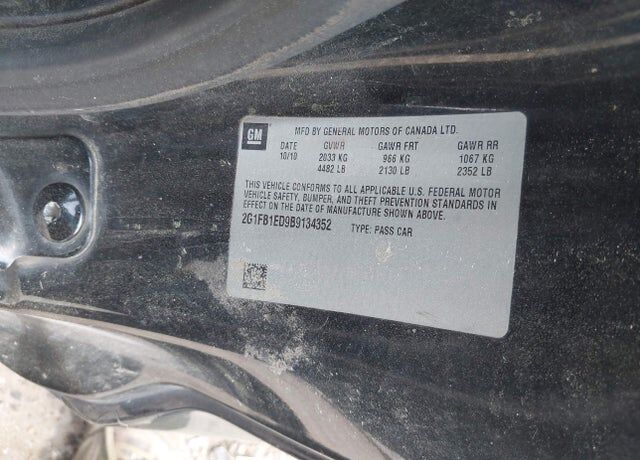 GM
MFD BY GENERAL MOTORS OF CANADA LTD.
DATE GVWR GAWR FRT GAWR RR
10/10 2033 KG 966 KG 1067 KG
4482 LB 2130 LB 2352 LB
THIS VEHICLE CONFORMS TO ALL APPLICABLE U.S. FEDERAL MOTOR
VEHICLE SAFETY, BUMPER, AND THEFT PREVENTION STANDARDS IN
EFFECT ON THE DATE OF MANUFACTURE SHOWN ABOVE.
2G1FB1ED9B9134352 TYPE: PASS CAR